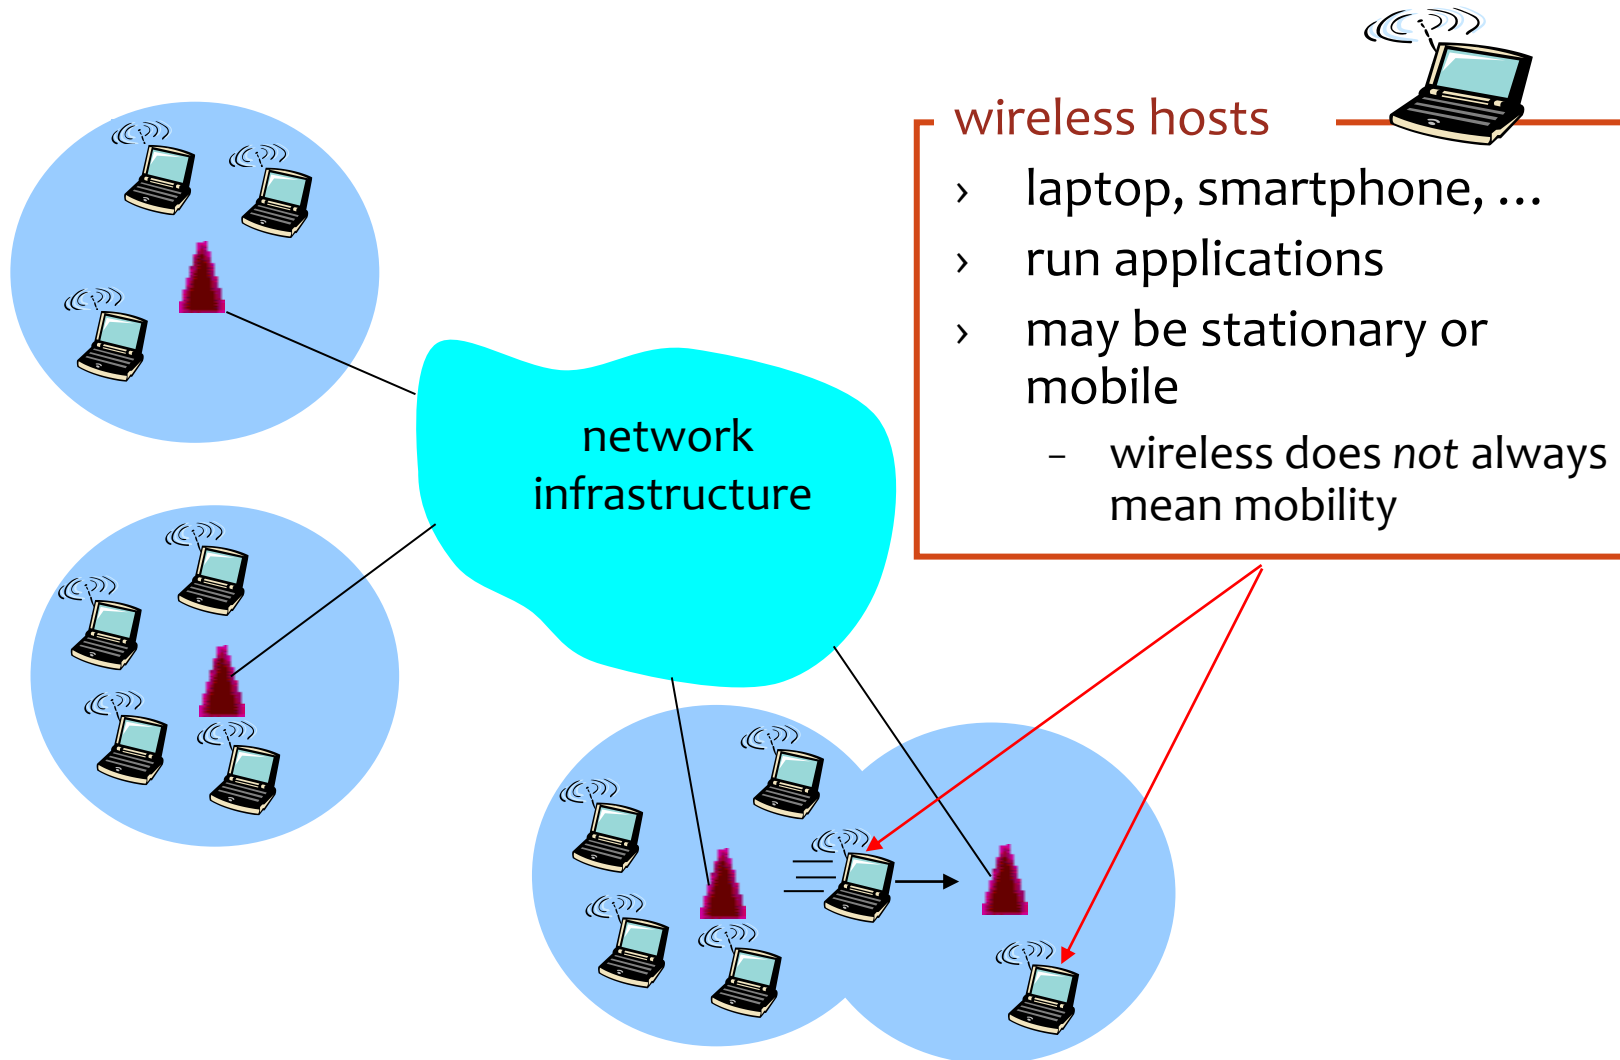 wireless hosts
› laptop, smartphone, ...
› run applications
› may be stationary or
mobile
– wireless does not always
mean mobility
network
infrastructure